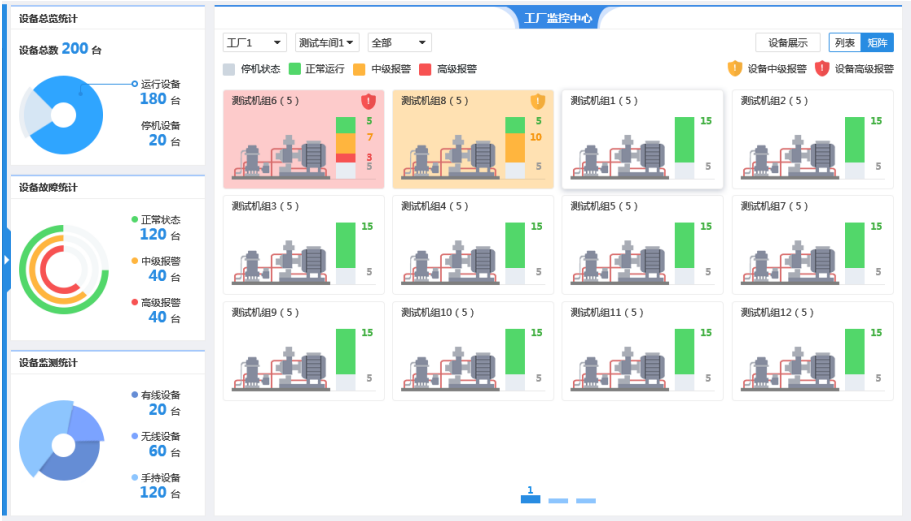 设备总览统计
设备总数 200 台
运行设备
180 台
停机设备
20 台
设备故障统计
正常状态
120 台
中级报警
40 台
高级报警
40 台
设备监测统计
有线设备
20 台
无线设备
60 台
手持设备
120 台
工厂监控中心
工厂1 测试车间1 全部 设备展示 列表 矩阵
停机状态 正常运行 中级报警 高级报警 设备中级报警 设备高级报警
测试机组6 ( 5 )
5
7
3
5
测试机组8 ( 5 )
5
10
5
测试机组1 ( 5 )
15
5
测试机组2 ( 5 )
15
5
测试机组3 ( 5 )
15
5
测试机组4 ( 5 )
15
5
测试机组5 ( 5 )
15
5
测试机组7 ( 5 )
15
5
测试机组9 ( 5 )
15
5
测试机组10 ( 5 )
15
5
测试机组11 ( 5 )
15
5
测试机组12 ( 5 )
15
5
1